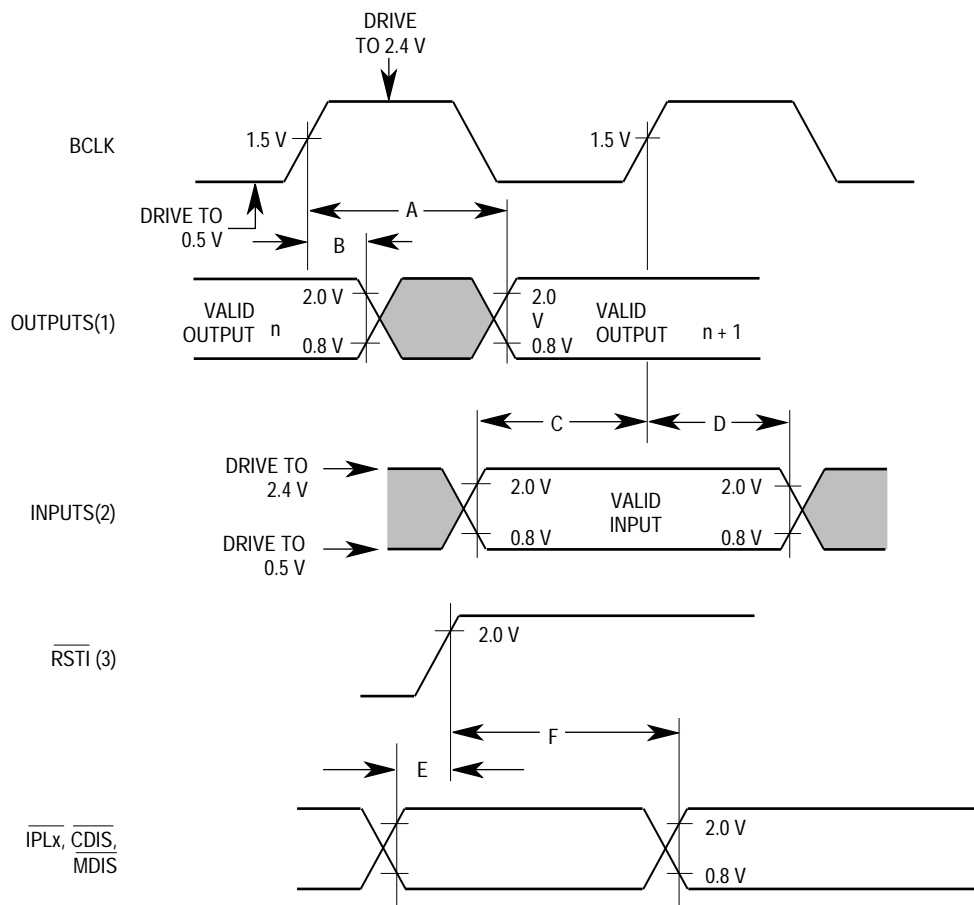 DRIVE
TO 2.4 V
BCLK
1.5 V
1.5 V
DRIVE TO
0.5 V
A
B
OUTPUTS(1)
VALID
OUTPUT n
2.0 V
0.8 V
2.0
V
0.8 V
VALID
OUTPUT n + 1
C
D
INPUTS(2)
DRIVE TO
2.4 V
DRIVE TO
0.5 V
2.0 V
0.8 V
VALID
INPUT
2.0 V
0.8 V
RSTI (3)
2.0 V
F
E
IPLx, CDIS,
MDIS
2.0 V
0.8 V